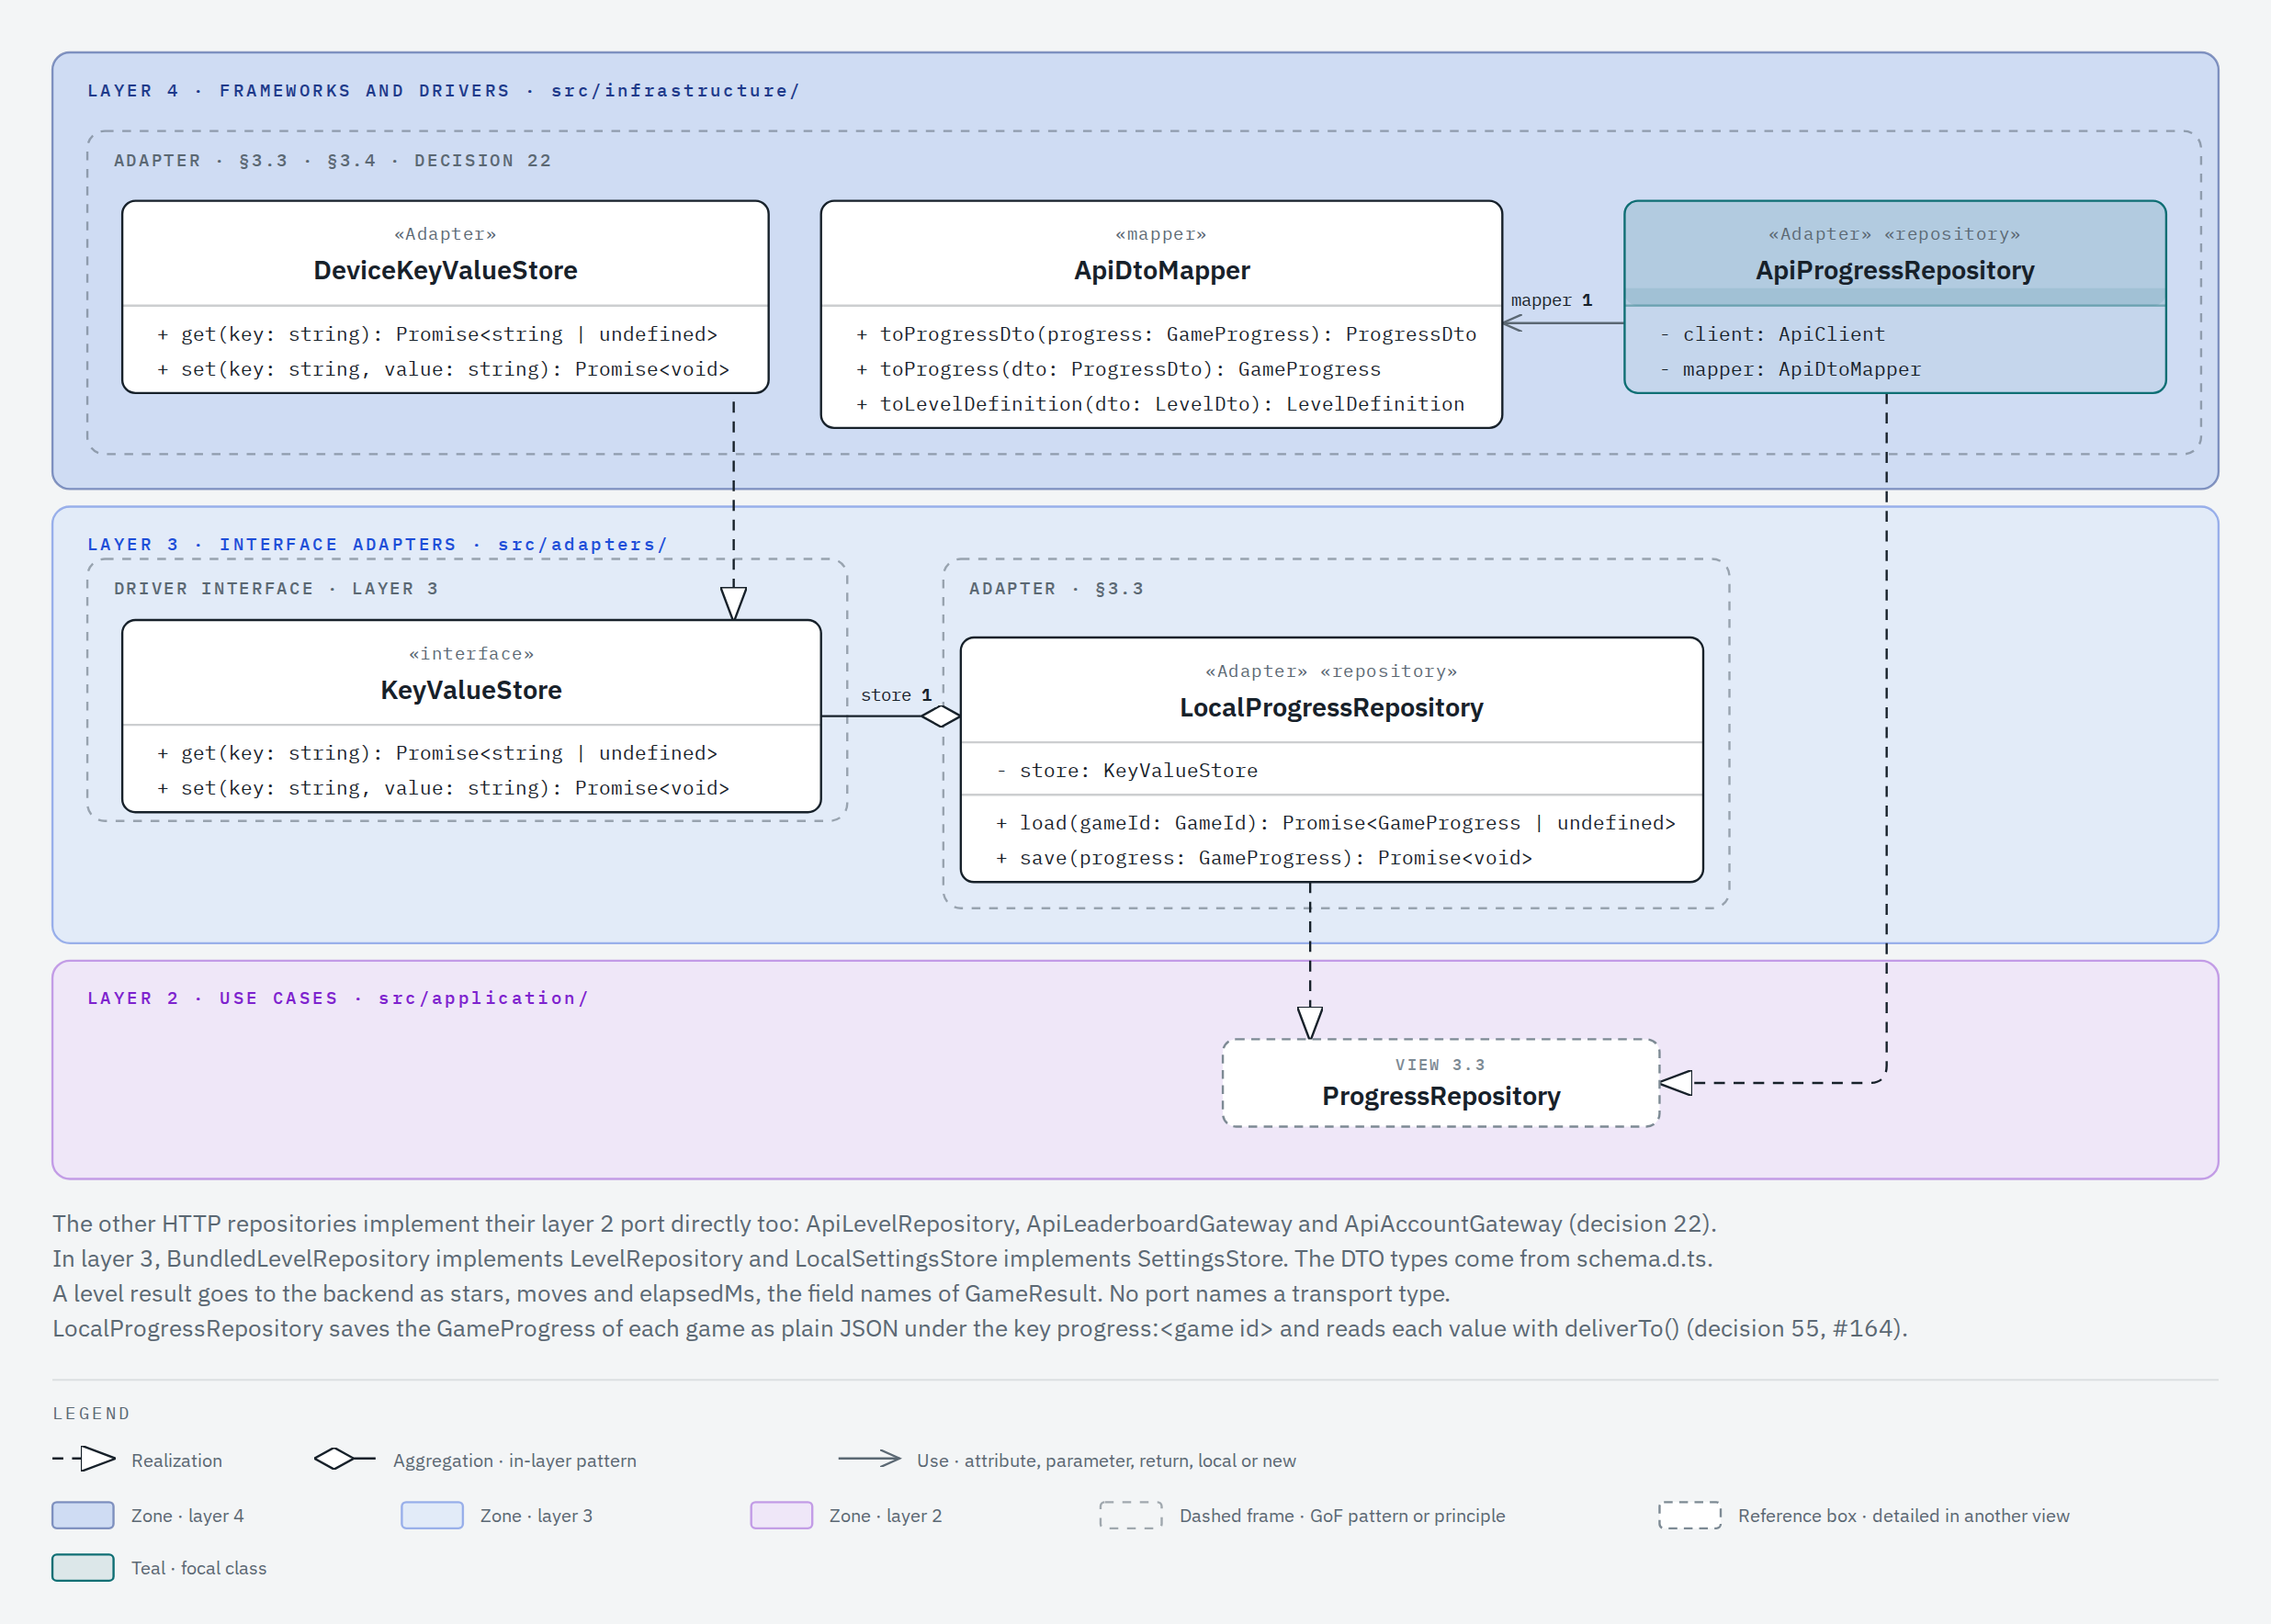 LAYER 4 · FRAMEWORKS AND DRIVERS · src/infrastructure/
ADAPTER · §3.3 · §3.4 · DECISION 22
«Adapter»
DeviceKeyValueStore
+ get(key: string): Promise<string | undefined>
+ set(key: string, value: string): Promise<void>
«mapper»
ApiDtoMapper
+ toProgressDto(progress: GameProgress): ProgressDto
+ toProgress(dto: ProgressDto): GameProgress
+ toLevelDefinition(dto: LevelDto): LevelDefinition
mapper 1
«Adapter» «repository»
ApiProgressRepository
- client: ApiClient
- mapper: ApiDtoMapper
LAYER 3 · INTERFACE ADAPTERS · src/adapters/
DRIVER INTERFACE · LAYER 3
«interface»
KeyValueStore
+ get(key: string): Promise<string | undefined>
+ set(key: string, value: string): Promise<void>
store 1
ADAPTER · §3.3
«Adapter» «repository»
LocalProgressRepository
- store: KeyValueStore
+ load(gameId: GameId): Promise<GameProgress | undefined>
+ save(progress: GameProgress): Promise<void>
LAYER 2 · USE CASES · src/application/
VIEW 3.3
ProgressRepository
The other HTTP repositories implement their layer 2 port directly too: ApiLevelRepository, ApiLeaderboardGateway and ApiAccountGateway (decision 22).
In layer 3, BundledLevelRepository implements LevelRepository and LocalSettingsStore implements SettingsStore. The DTO types come from schema.d.ts.
A level result goes to the backend as stars, moves and elapsedMs, the field names of GameResult. No port names a transport type.
LocalProgressRepository saves the GameProgress of each game as plain JSON under the key progress:<game id> and reads each value with deliverTo() (decision 55, #164).
LEGEND
Realization
Aggregation · in-layer pattern
Use · attribute, parameter, return, local or new
Zone · layer 4
Zone · layer 3
Zone · layer 2
Dashed frame · GoF pattern or principle
Reference box · detailed in another view
Teal · focal class